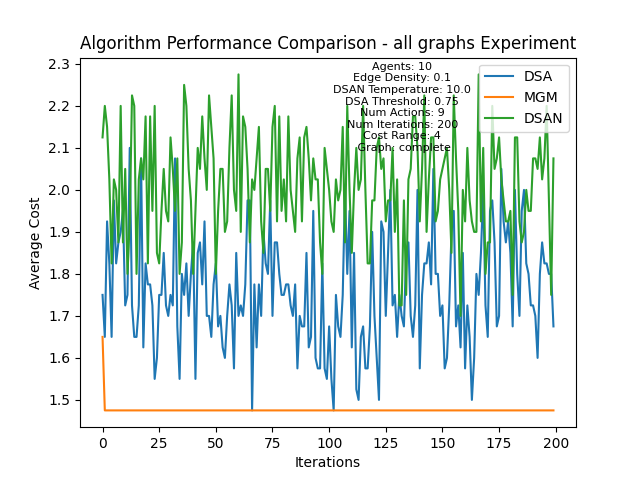 Algorithm Performance Comparison - all graphs Experiment
Agents: 10
Edge Density: 0.1
DSAN Temperature: 10.0
DSA Threshold: 0.75
Num Actions: 9
Num Iterations: 200
Cost Range: 4
Graph: complete
DSA
MGM
DSAN
2.3
2.2
2.1
2.0
1.9
1.8
1.7
1.6
1.5
Average Cost
0 25 50 75 100 125 150 175 200
Iterations